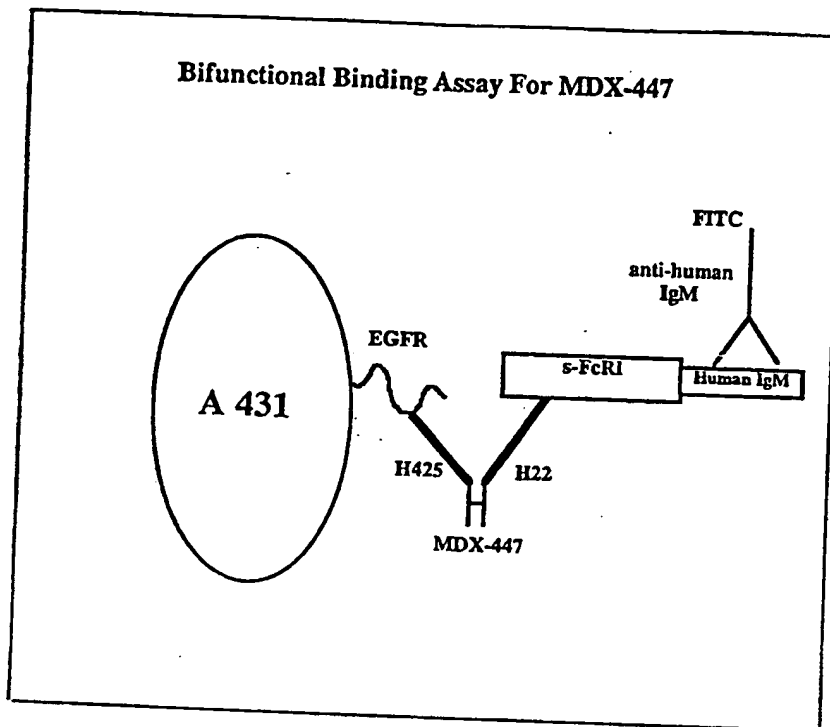 Bifunctional Binding Assay For MDX-447
FITC
anti-human
IgM
EGFR
s-FcRI
Human IgM
A 431
H425
H22
MDX-447